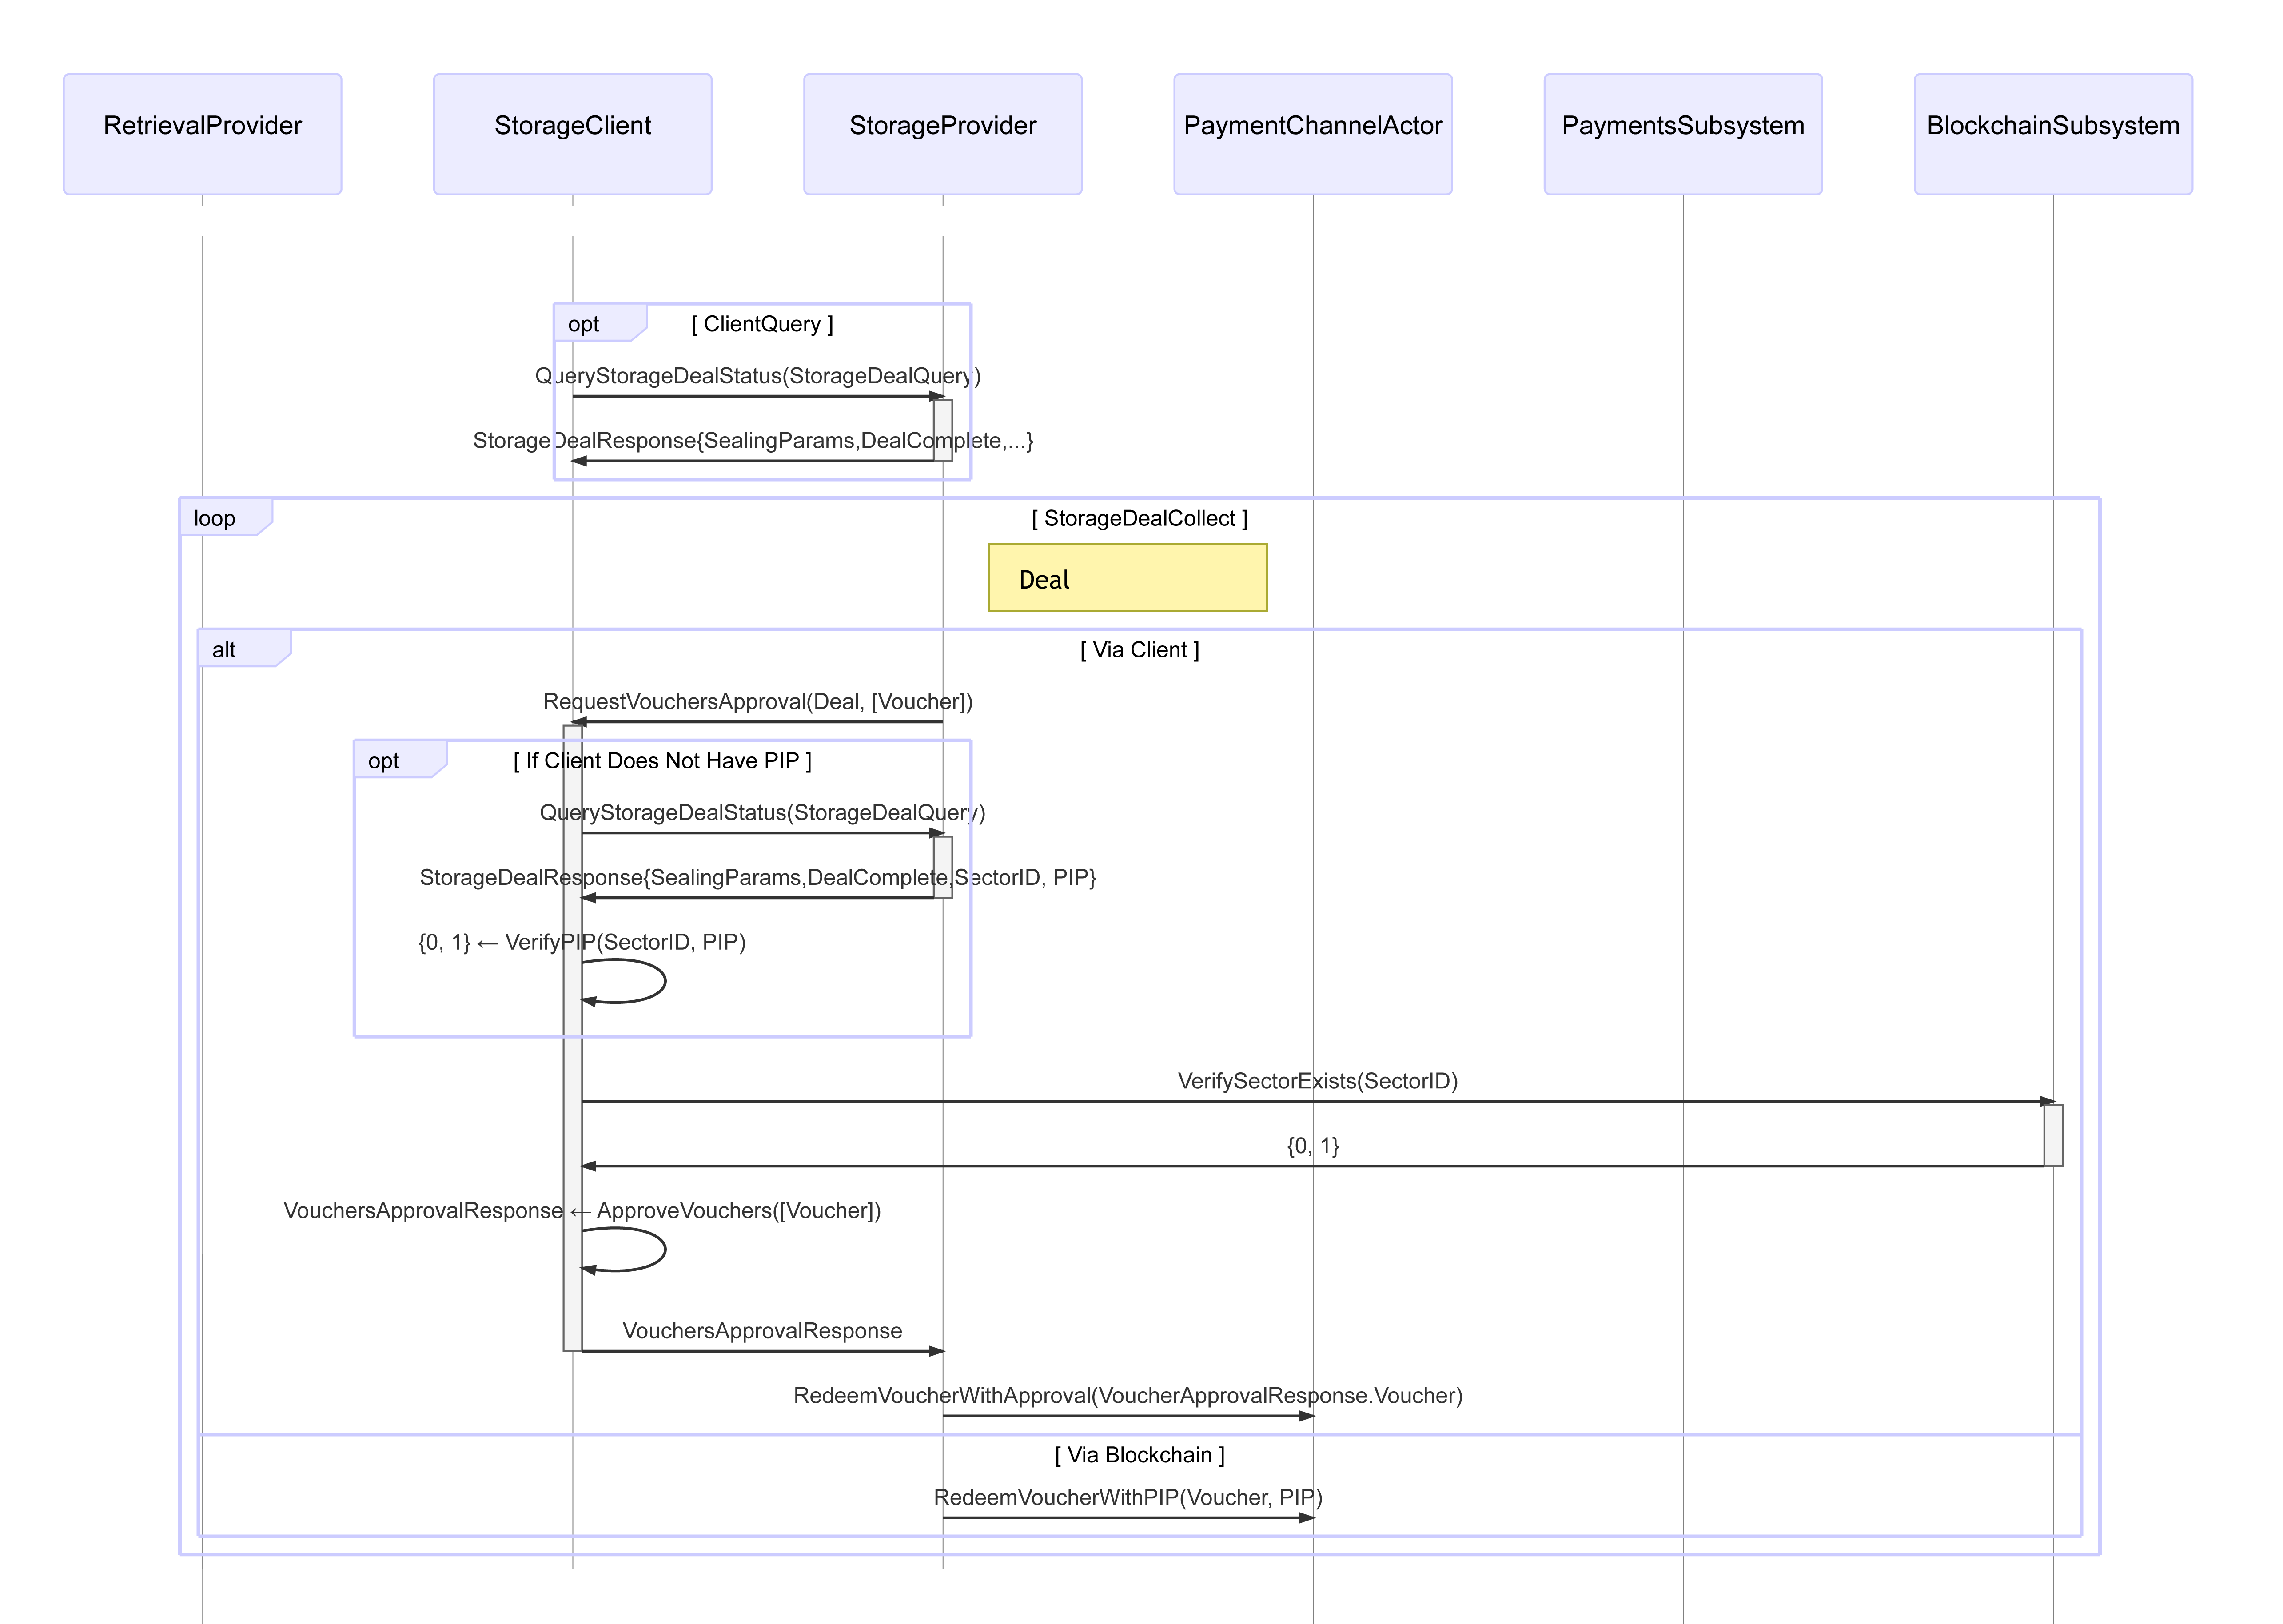 RetrievalProvider
StorageClient
StorageProvider
PaymentChannelActor
PaymentsSubsystem
BlockchainSubsystem
opt
[ ClientQuery ]
QueryStorageDealStatus(StorageDealQuery)
StorageDealResponse{SealingParams,DealComplete,...}
loop
[ StorageDealCollect ]
Deal
alt
[ Via Client ]
RequestVouchersApproval(Deal, [Voucher])
opt
[ If Client Does Not Have PIP ]
QueryStorageDealStatus(StorageDealQuery)
StorageDealResponse{SealingParams,DealComplete,SectorID, PIP}
{0, 1} ← VerifyPIP(SectorID, PIP)
VerifySectorExists(SectorID)
{0, 1}
VouchersApprovalResponse ← ApproveVouchers([Voucher])
VouchersApprovalResponse
RedeemVoucherWithApproval(VoucherApprovalResponse.Voucher)
[ Via Blockchain ]
RedeemVoucherWithPIP(Voucher, PIP)